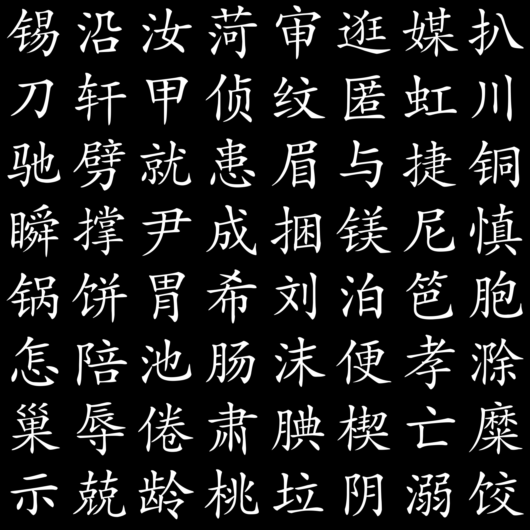 锡沿汝菏审逛媒扒
刀轩甲侦纹匿虹川
驰劈就患眉与捷铜
瞬撑尹成捆镁尼慎
锅饼胃希刘泊笆胞
怎陪池肠沫便孝滁
巢辱倦肃腆楔亡糜
示兢龄桃垃阴溺饺